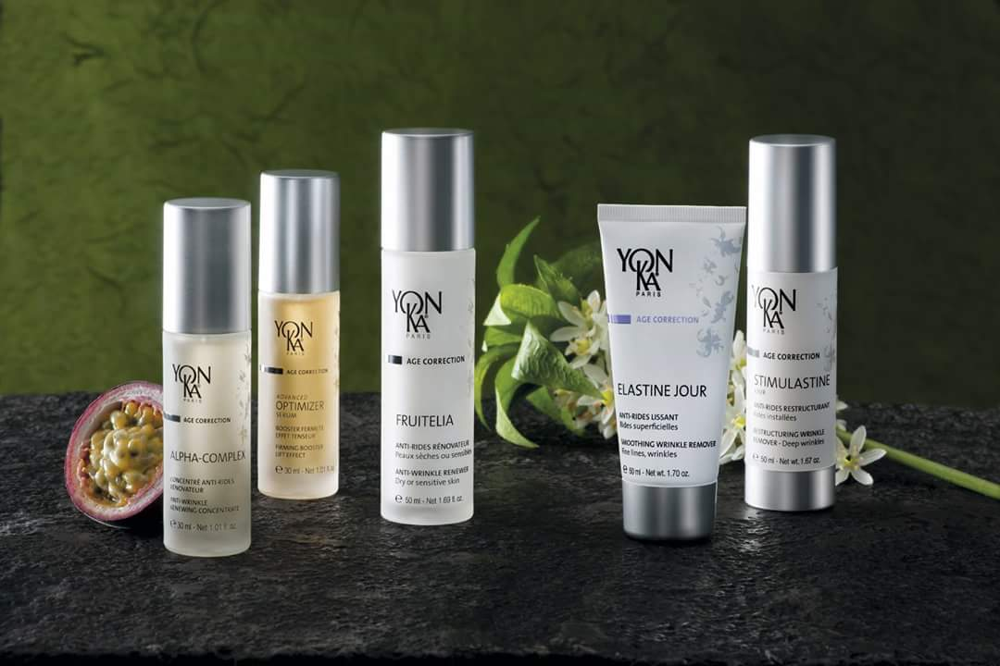 YON
KA
PARIS
AGE CORRECTION
ALPHA-COMPLEX
CONCENTRÉ ANTI-RIDES
RÉNOVATEUR
ANTI-WRINKLE
RENEWING CONCENTRATE
℮ 30 ml - Net 1.01 fl. oz.
YON
KA
PARIS
AGE CORRECTION
ADVANCED
OPTIMIZER
SERUM
BOOSTER FERMETÉ
EFFET TENSEUR
FIRMING BOOSTER
LIFT EFFECT
℮ 30 ml - Net 1.01 fl.
YON
KA
PARIS
AGE CORRECTION
FRUITELIA
ANTI-RIDES RÉNOVATEUR
Peaux sèches ou sensibles
ANTI-WRINKLE RENEWER
Dry or sensitive skin
℮ 50 ml - Net 1.69 fl. oz.
YON
KA
PARIS
AGE CORRECTION
ELASTINE JOUR
ANTI-RIDES LISSANT
Rides superficielles
SMOOTHING WRINKLE REMOVER
Fine lines, wrinkles
℮ 50 ml - Net wt. 1.70 oz.
YON
KA
PARIS
AGE CORRECTION
STIMULASTINE
JOUR
ANTI-RIDES RESTRUCTURANT
Rides installées
RESTRUCTURING WRINKLE
REMOVER - Deep wrinkles
℮ 50 ml - Net wt. 1.67 oz.